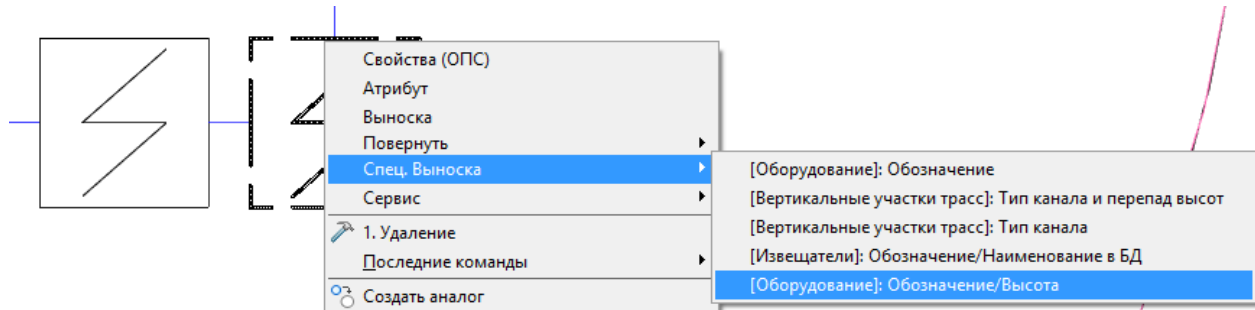 Свойства (ОПС)
Атрибут
Выноска
Повернуть
Спец. Выноска
Сервис
1. Удаление
Последние команды
Создать аналог
[Оборудование]: Обозначение
[Вертикальные участки трасс]: Тип канала и перепад высот
[Вертикальные участки трасс]: Тип канала
[Извещатели]: Обозначение/Наименование в БД
[Оборудование]: Обозначение/Высота